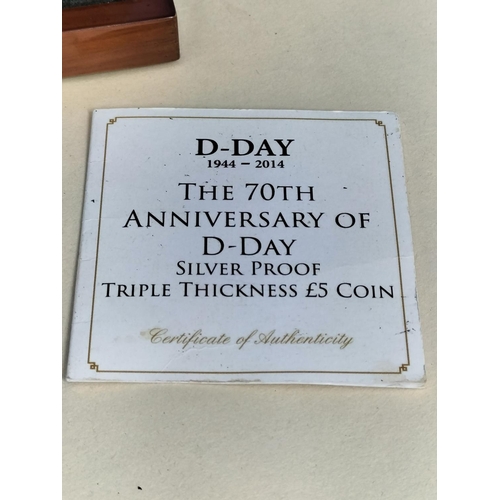 D-DAY
1944 – 2014
THE 70TH
ANNIVERSARY OF
D-DAY
SILVER PROOF
TRIPLE THICKNESS £5 COIN
Certificate of Authenticity